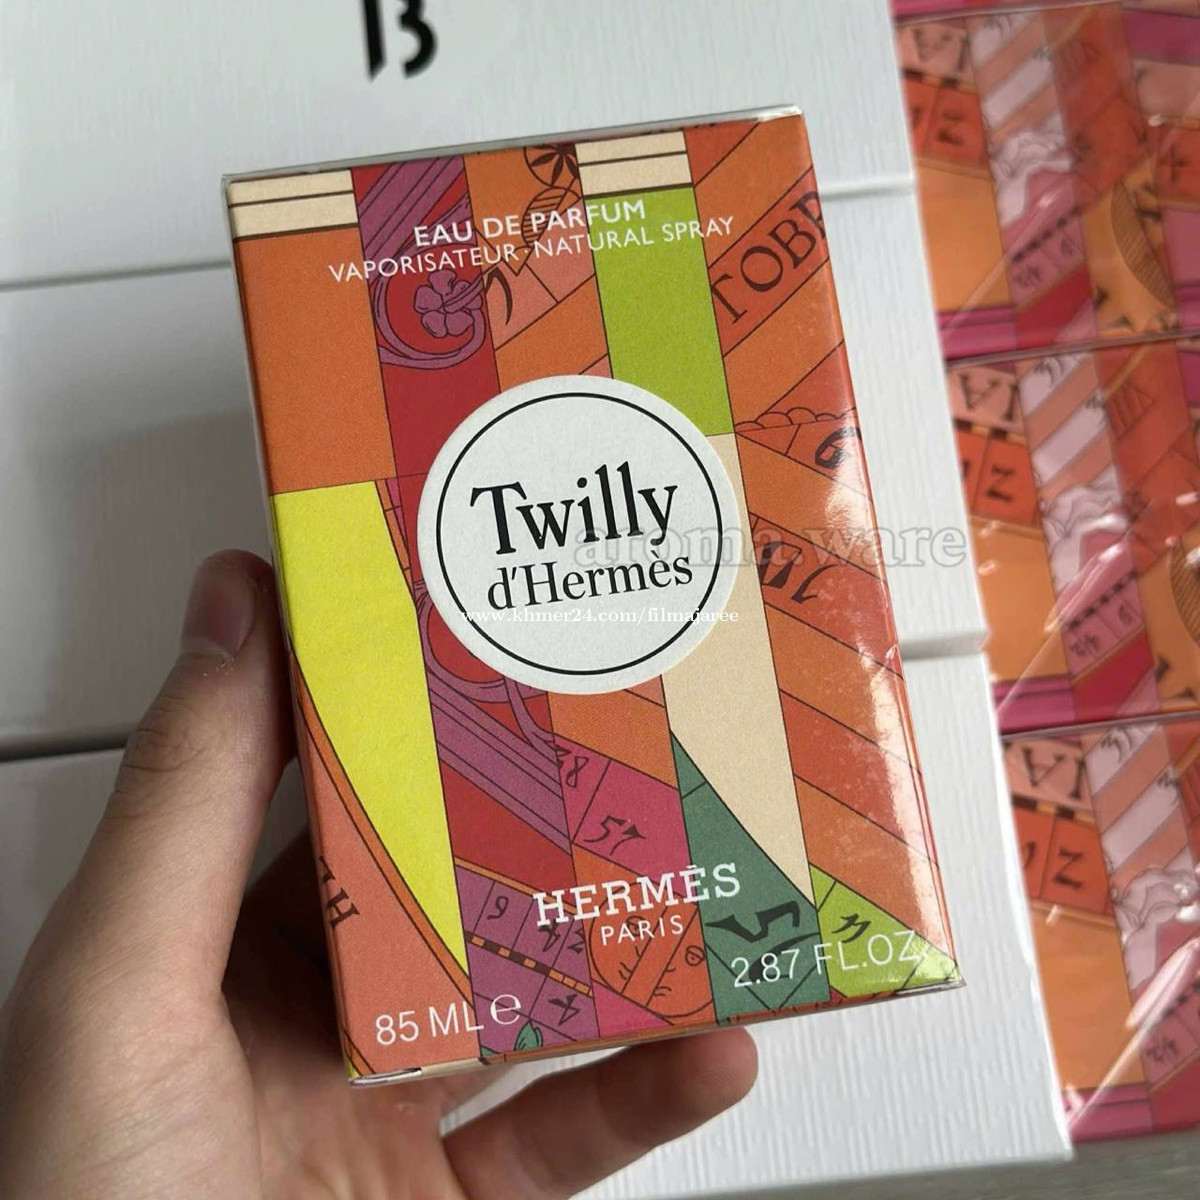 B
EAU DE PARFUM
VAPORISATEUR·NATURAL SPRAY
Twilly
d'Hermès
aroma.ware
www.khmer24.com/filmajaree
57
HERMÈS
PARIS
85 ML ℮
2.87 FL.OZ